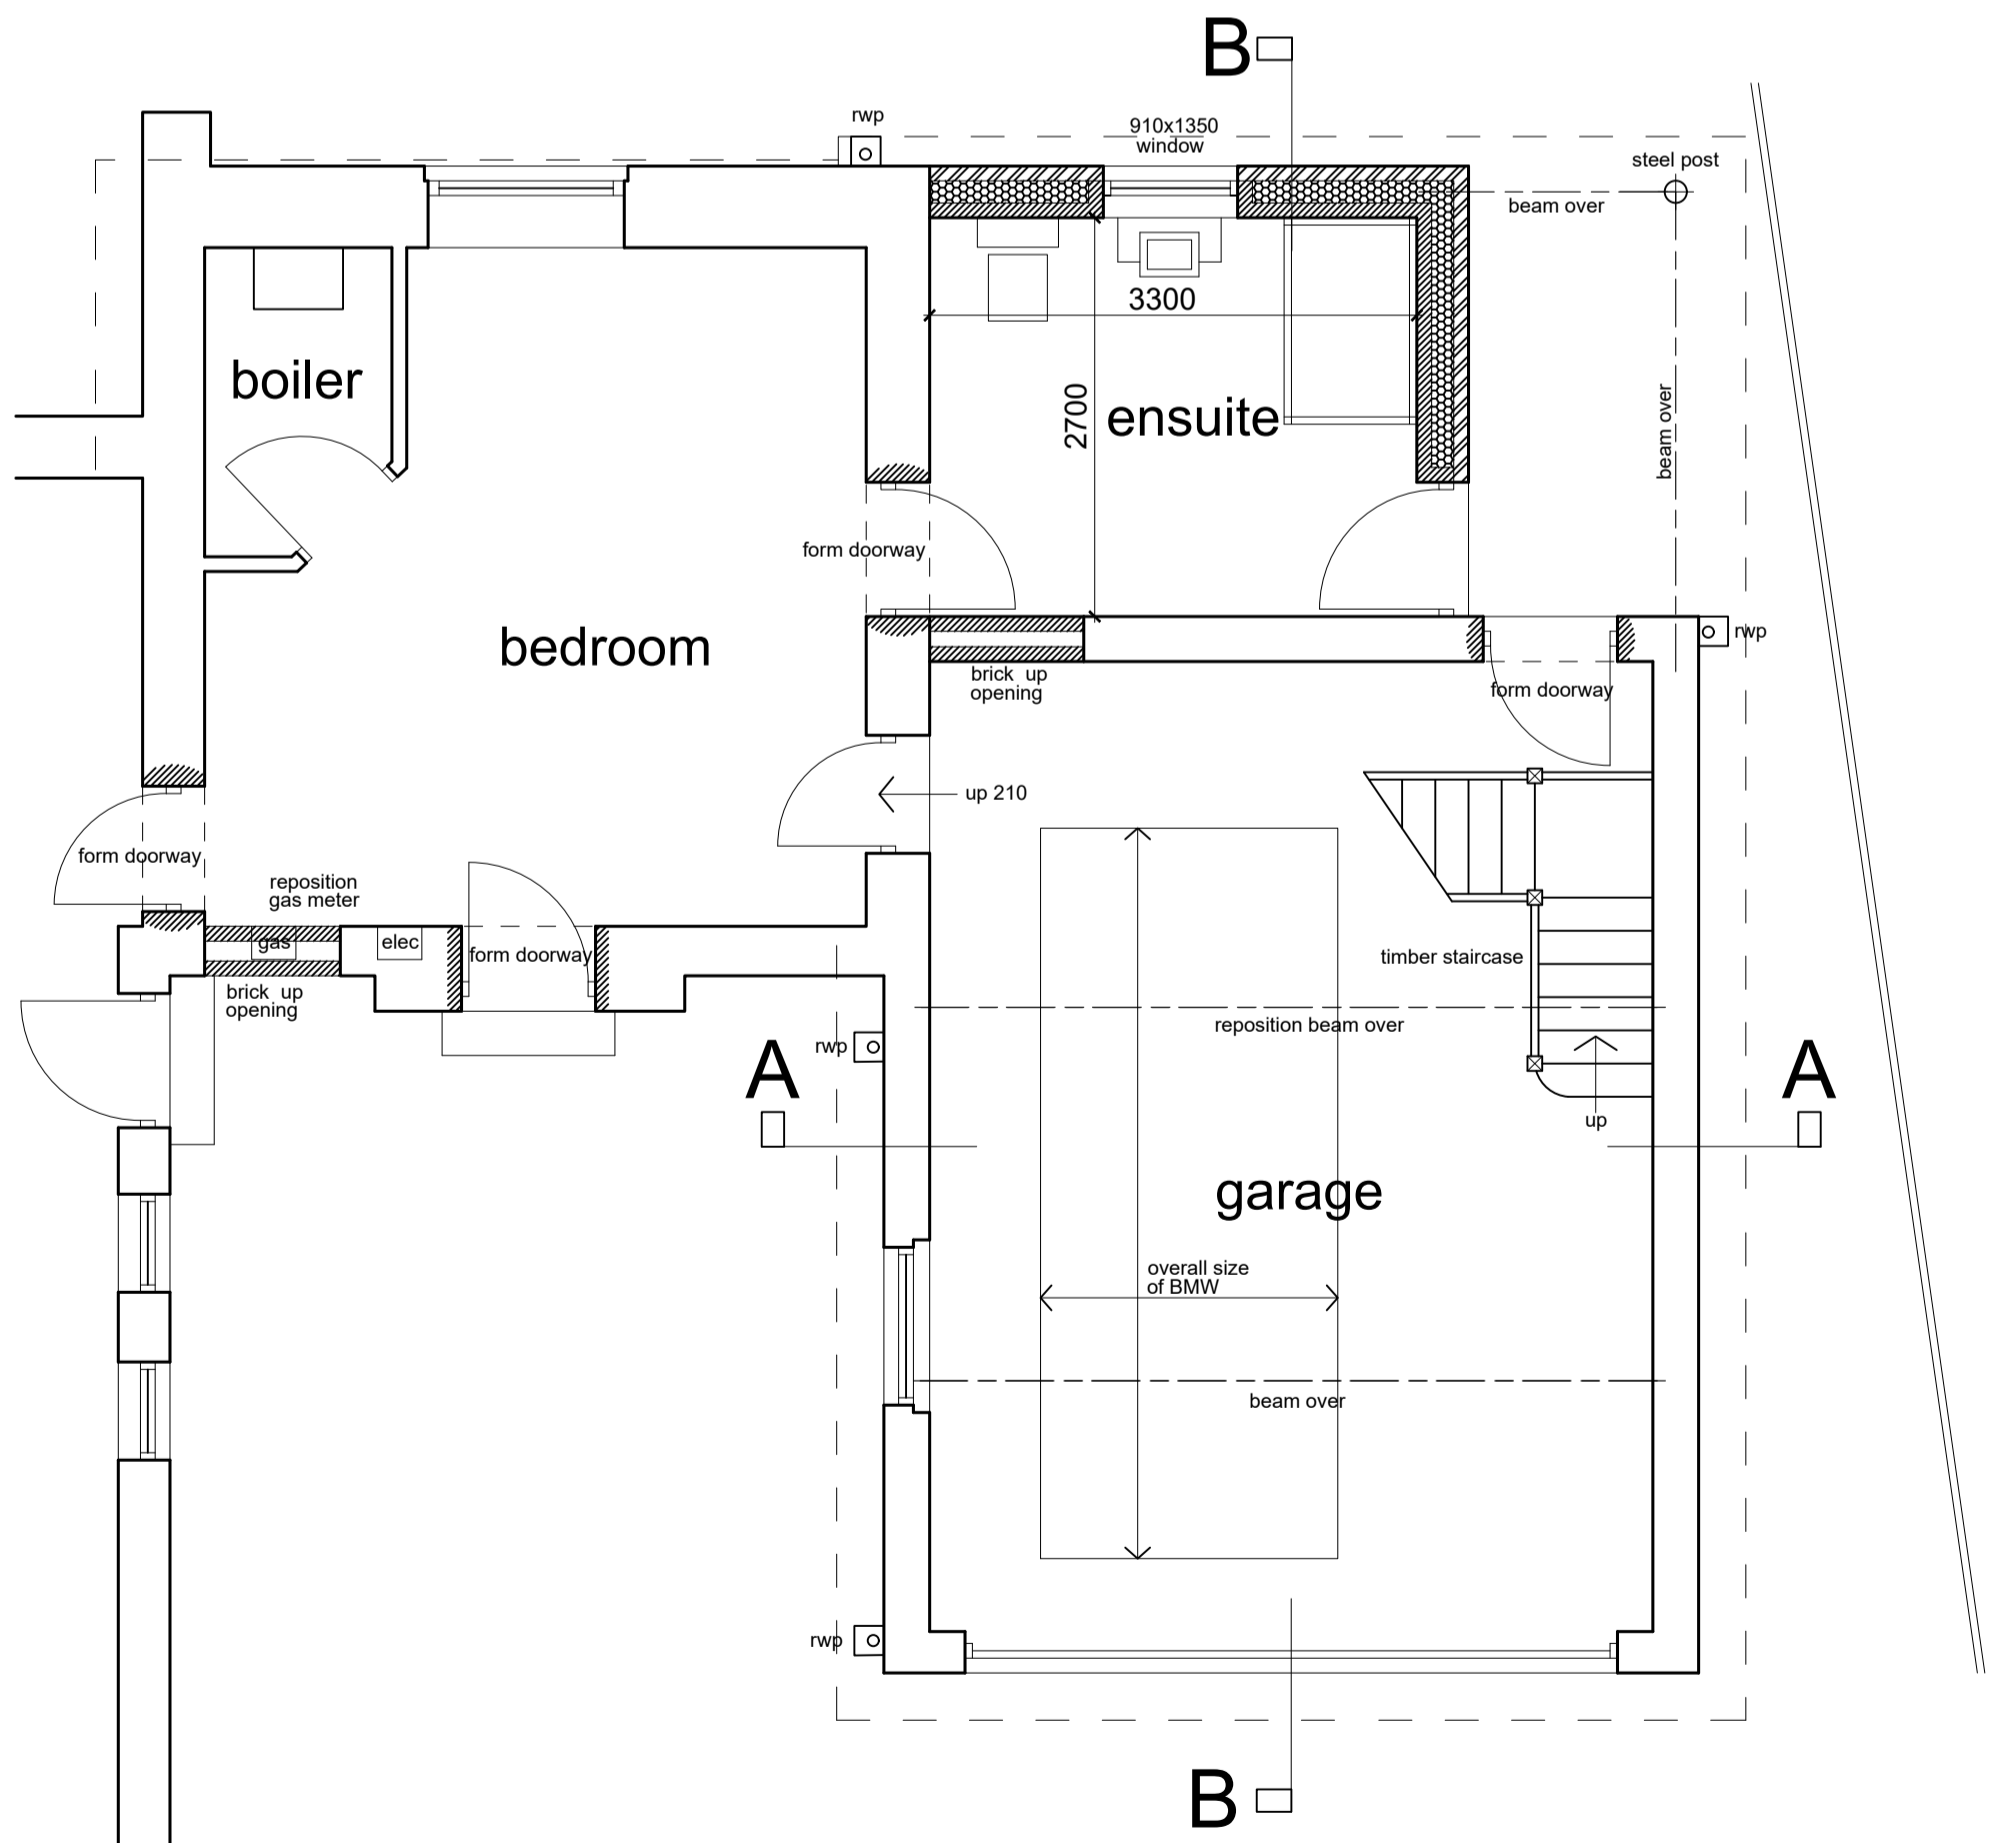 B
rwp
910x1350
window
steel post
beam over
3300
boiler
2700
ensuite
beam over
form doorway
bedroom
rwp
brick up
opening
form doorway
up 210
form doorway
reposition
gas meter
gas
elec
form doorway
timber staircase
brick up
opening
reposition beam over
rwp
A
A
up
garage
overall size
of BMW
beam over
rwp
B